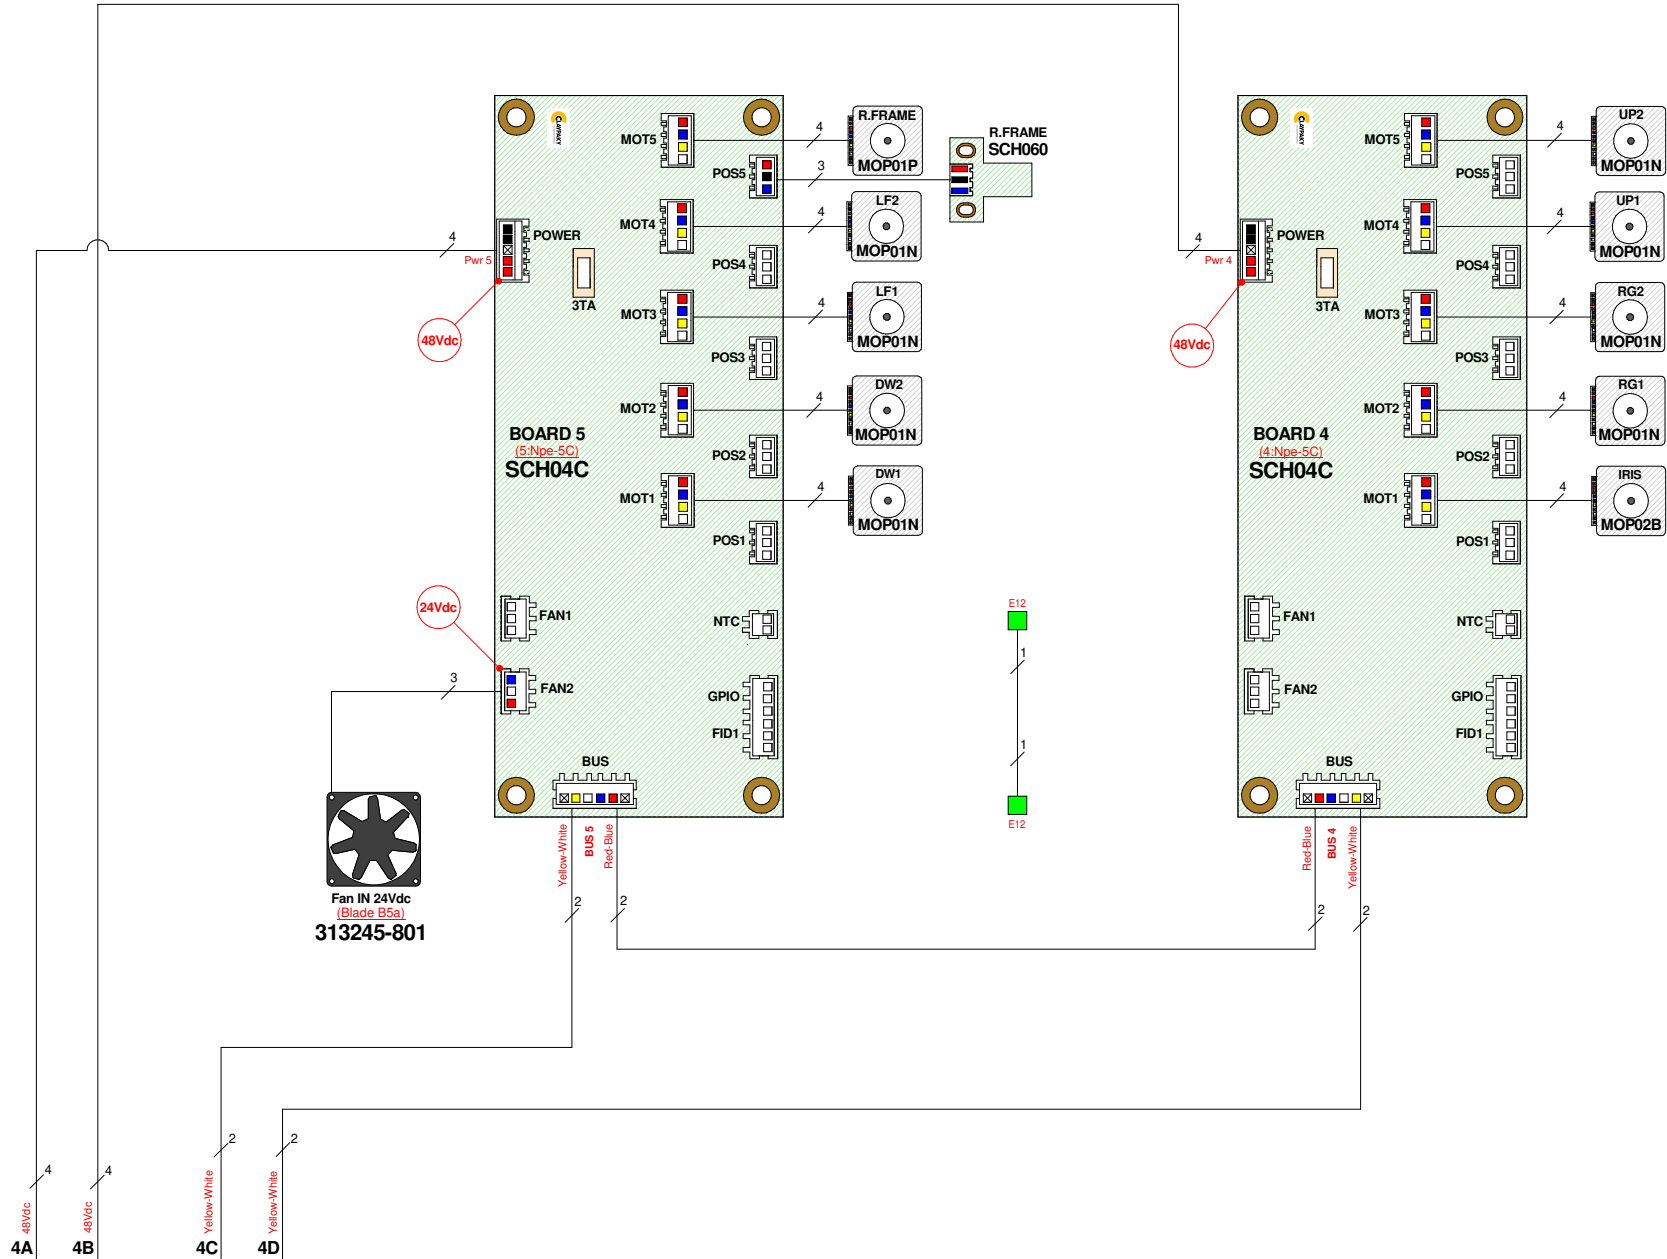 CLAYPAKY
MOT5
4
R.FRAME
MOP01P
R.FRAME
SCH060
POS5
3
MOT4
4
LF2
MOP01N
4
Pwr 5
POWER
POS4
3TA
48Vdc
MOT3
4
LF1
MOP01N
POS3
MOT2
4
DW2
MOP01N
BOARD 5
(5:Npe-5C)
SCH04C
POS2
MOT1
4
DW1
MOP01N
POS1
24Vdc
FAN1
NTC
3
FAN2
GPIO
FID1
BUS
Yellow-White
BUS 5
Red-Blue
2
2
Fan IN 24Vdc
(Blade B5a)
313245-801
E12
1
1
E12
CLAYPAKY
MOT5
4
UP2
MOP01N
POS5
MOT4
4
UP1
MOP01N
4
Pwr 4
POWER
POS4
3TA
48Vdc
MOT3
4
RG2
MOP01N
POS3
MOT2
4
RG1
MOP01N
BOARD 4
(4:Npe-5C)
SCH04C
POS2
MOT1
4
IRIS
MOP02B
POS1
FAN1
NTC
FAN2
GPIO
FID1
BUS
Red-Blue
BUS 4
Yellow-White
2
2
4
48Vdc
4A
4
48Vdc
4B
2
Yellow-White
4C
2
Yellow-White
4D